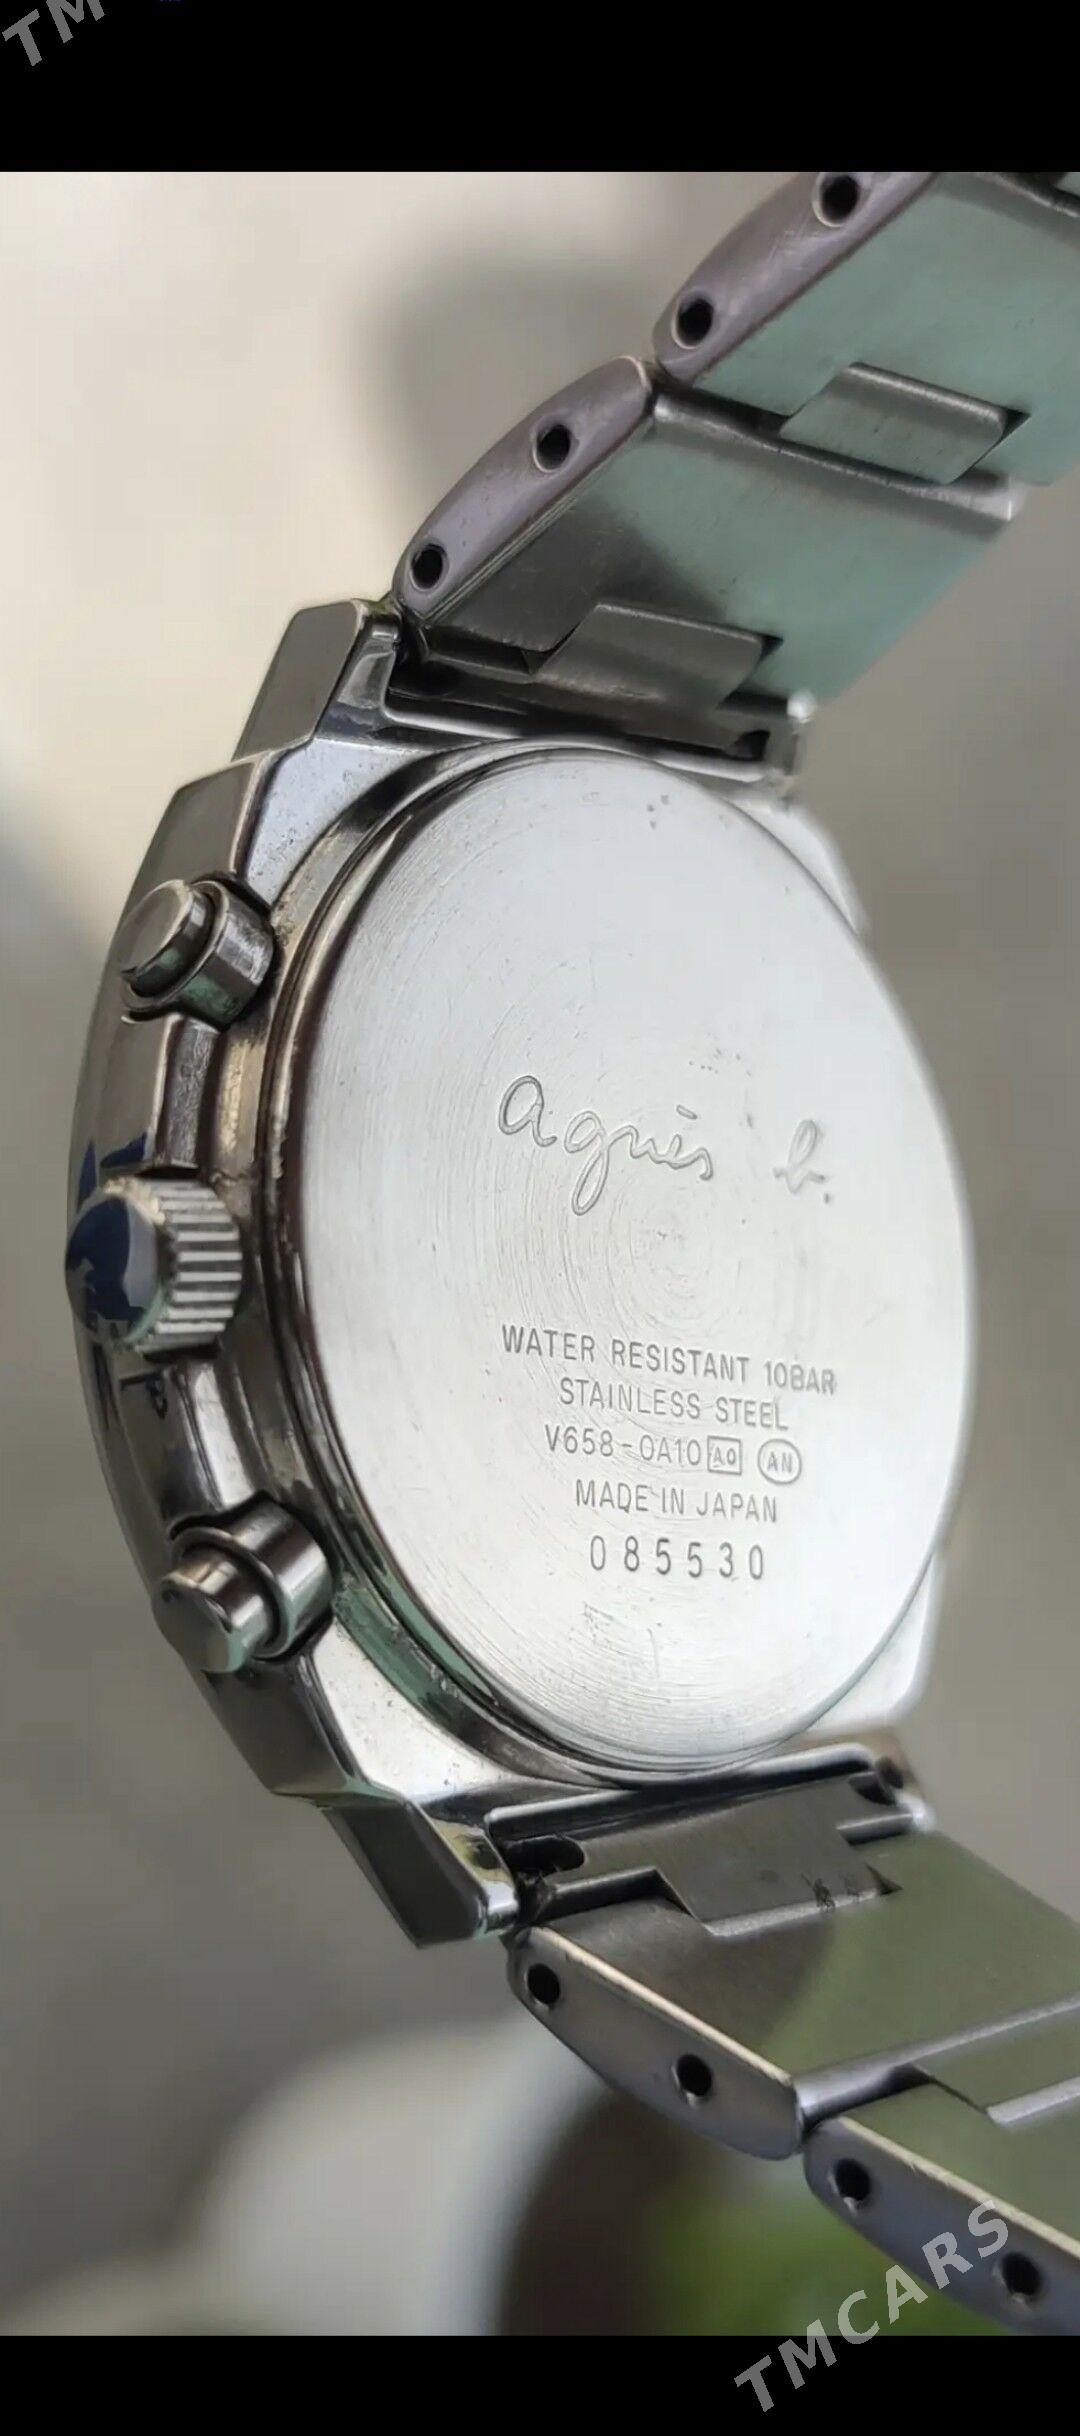 TM
agnès b.
WATER RESISTANT 10BAR
STAINLESS STEEL
V658-0A10 A0 AN
MADE IN JAPAN
085530
TMCARS